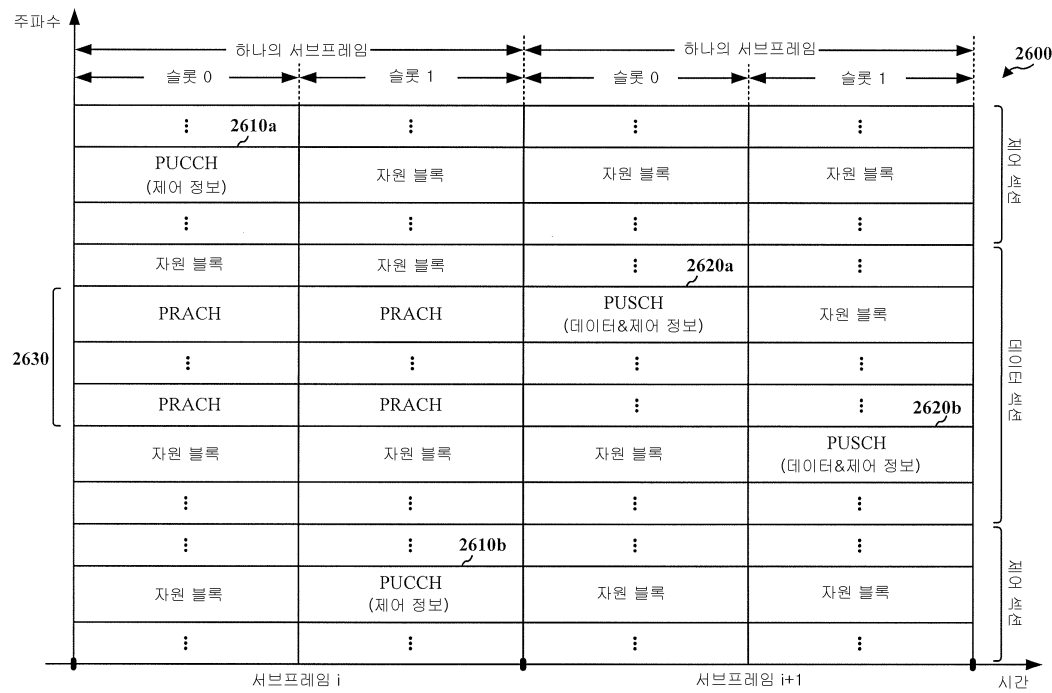 주파수
하나의 서브프레임
하나의 서브프레임
2600
슬롯 0
슬롯 1
슬롯 0
슬롯 1
2610a
PUCCH
(제어 정보)
자원 블록
자원 블록
자원 블록
제어 섹션
자원 블록
자원 블록
2620a
PRACH
PRACH
PUSCH
(데이터&제어 정보)
자원 블록
2630
데이터 섹션
PRACH
PRACH
2620b
자원 블록
자원 블록
자원 블록
PUSCH
(데이터&제어 정보)
2610b
자원 블록
PUCCH
(제어 정보)
자원 블록
자원 블록
제어 섹션
서브프레임 i
서브프레임 i+1
시간